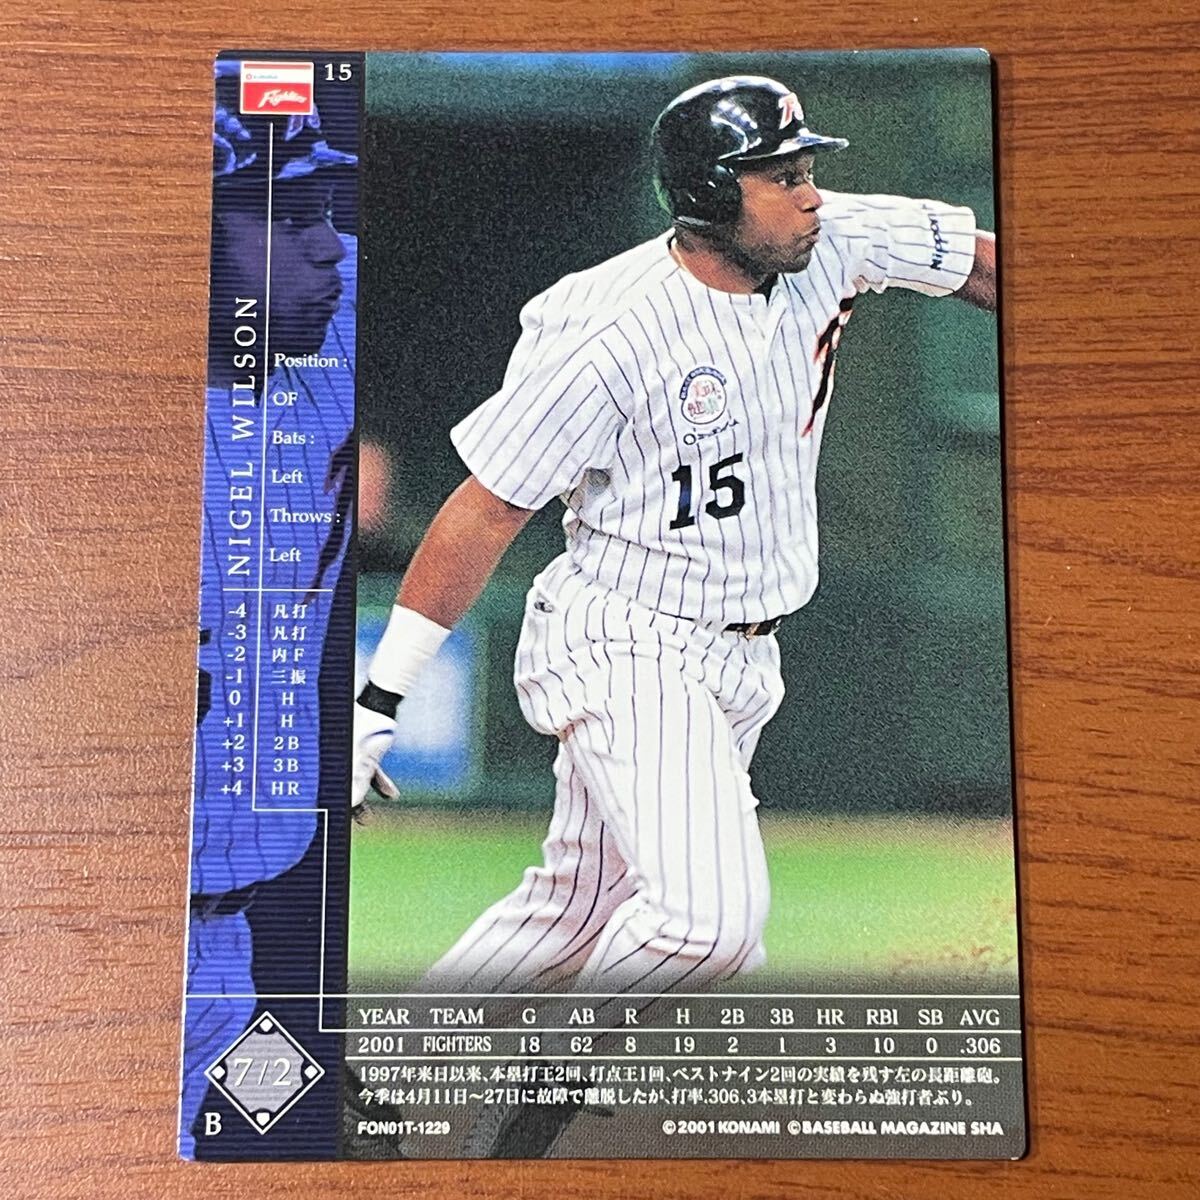 Fighters
15
NIGEL WILSON
Position :
OF
Bats :
Left
Throws :
Left
-4 凡打
-3 凡打
-2 内F
-1 三振
0 H
+1 H
+2 2B
+3 3B
+4 HR
Nippon
Osawa
15
YEAR TEAM G AB R H 2B 3B HR RBI SB AVG
2001 FIGHTERS 18 62 8 19 2 1 3 10 0 .306
7/2
B
1997年来日以来、本塁打王2回、打点王1回、ベストナイン2回の実績を残す左の長距離砲。
今季は4月11日～27日に故障で離脱したが、打率.306、3本塁打と変わらぬ強打者ぶり。
FON01T-1229
©2001 KONAMI ©BASEBALL MAGAZINE SHA